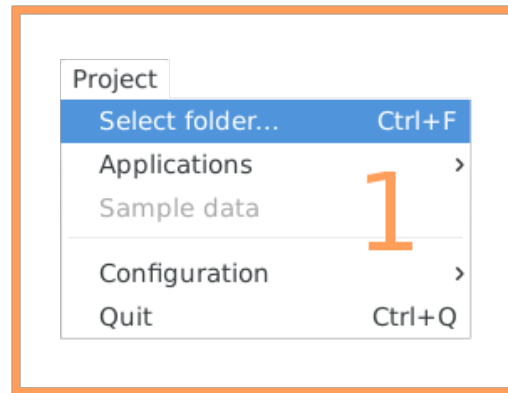 Project
Select folder... Ctrl+F
Applications ›
Sample data
1
Configuration ›
Quit Ctrl+Q